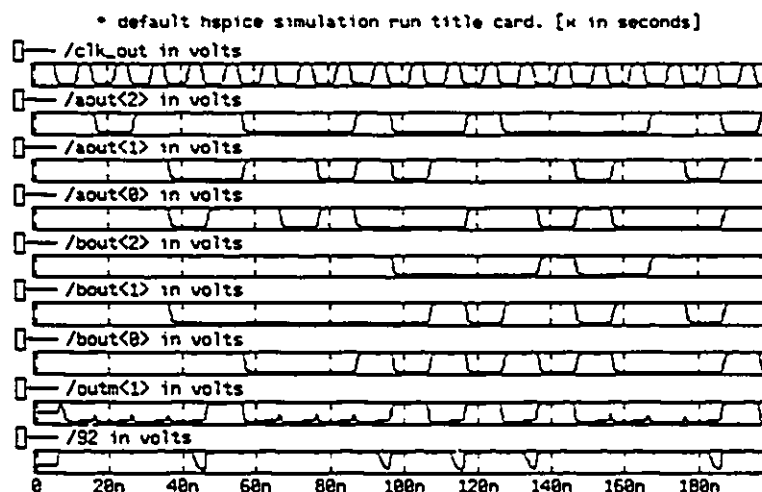 * default hspice simulation run title card. [x in seconds]
/clk_out in volts
/aout<2> in volts
/aout<1> in volts
/aout<0> in volts
/bout<2> in volts
/bout<1> in volts
/bout<0> in volts
/outm<1> in volts
/92 in volts
0 20n 40n 60n 80n 100n 120n 140n 160n 180n